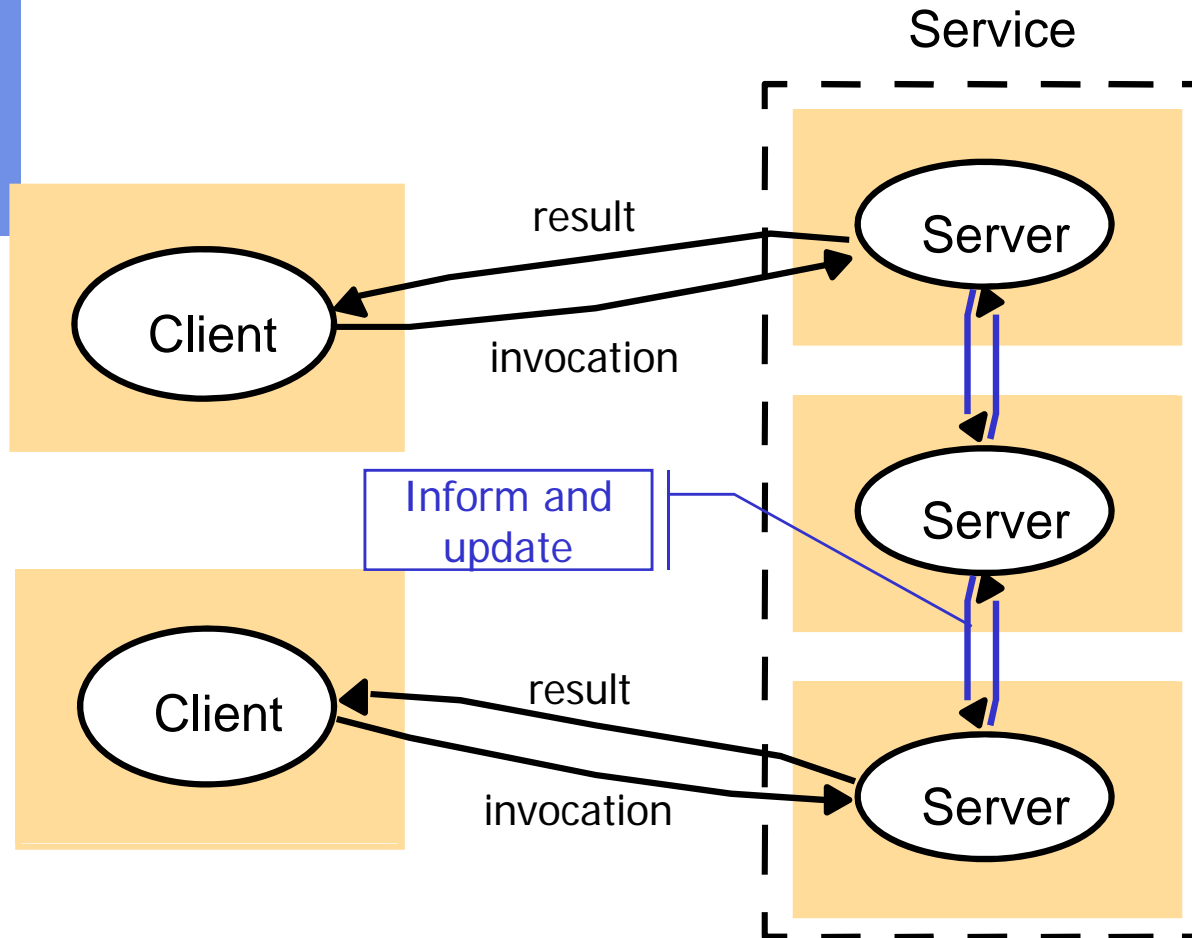 Service
result
Server
Client
invocation
Inform and
update
Server
result
Client
invocation
Server